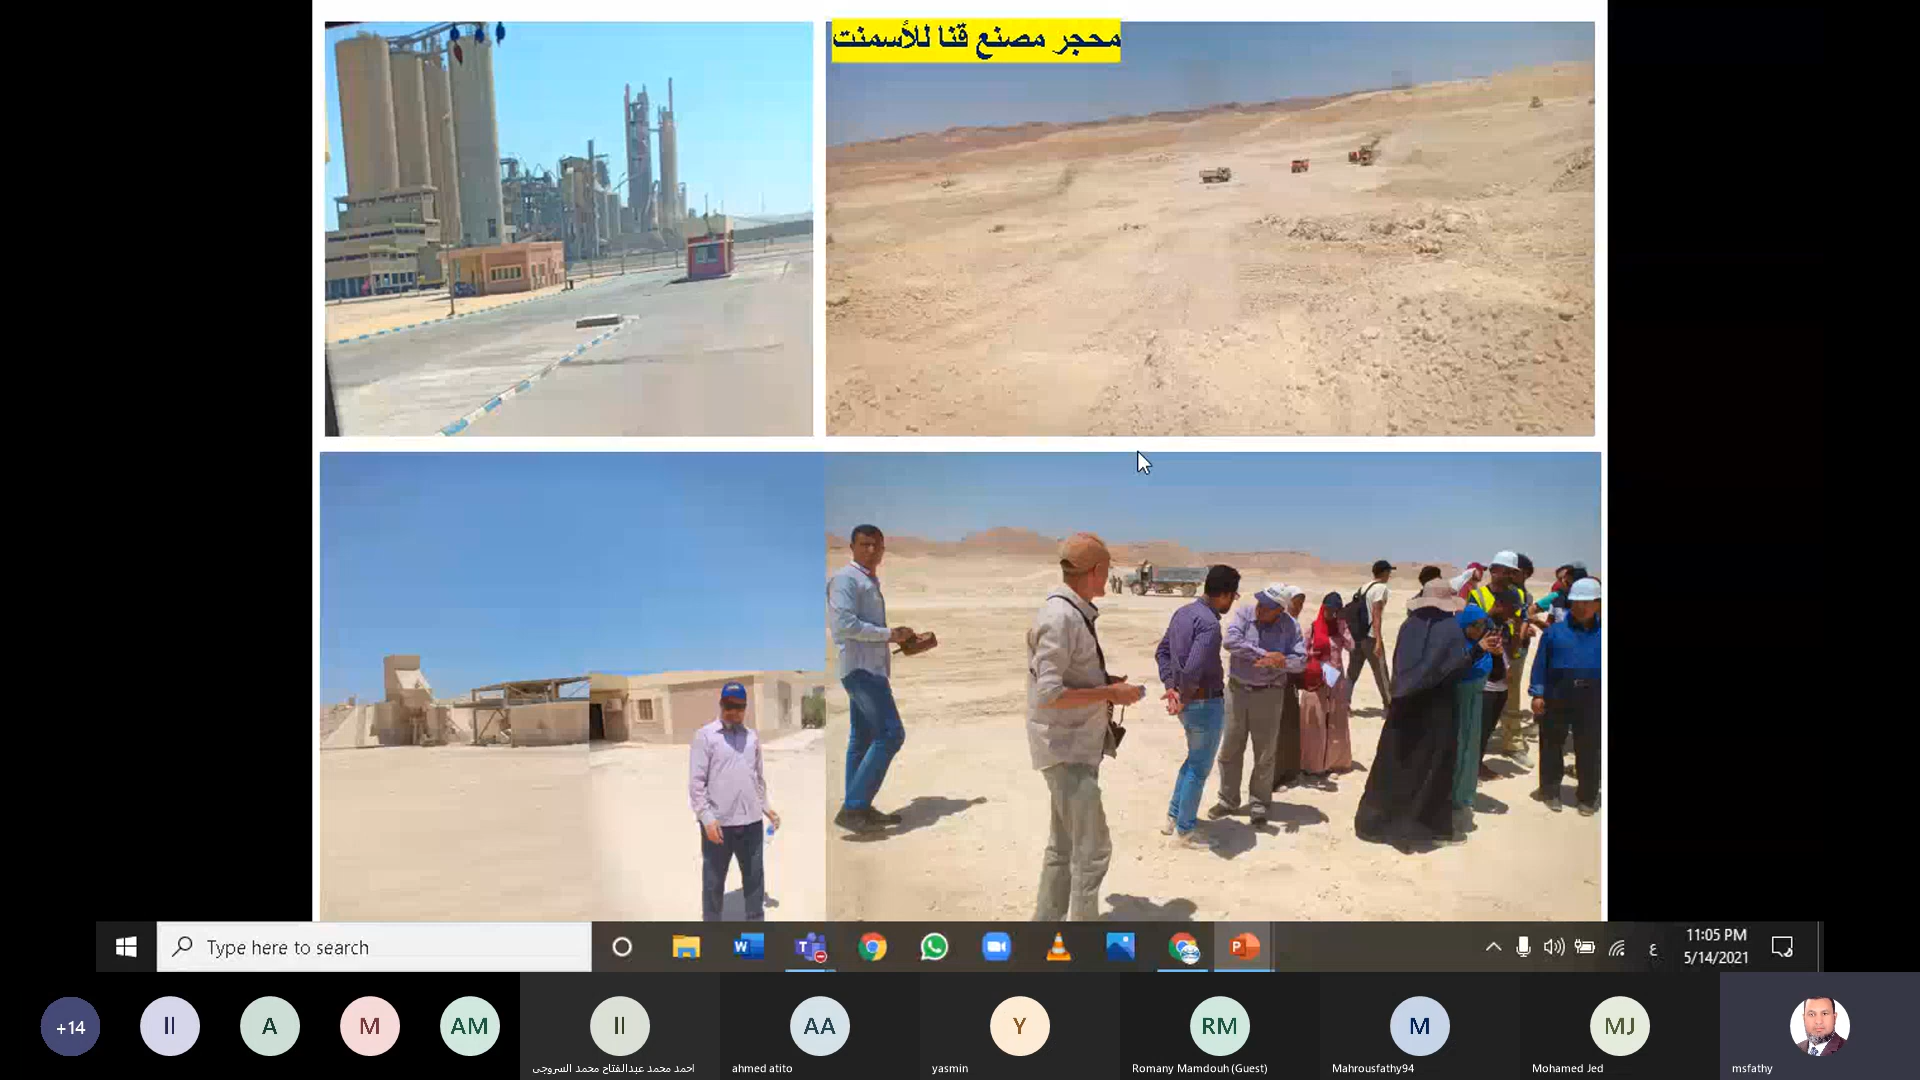 محجر مصنع قنا للأسمنت
Type here to search
ع
11:05 PM
5/14/2021
+14
II
A
M
AM
II
AA
Y
RM
M
MJ
احمد محمد عبدالفتاح محمد السروجى
ahmed atito
yasmin
Romany Mamdouh (Guest)
Mahrousfathy94
Mohamed Jed
msfathy